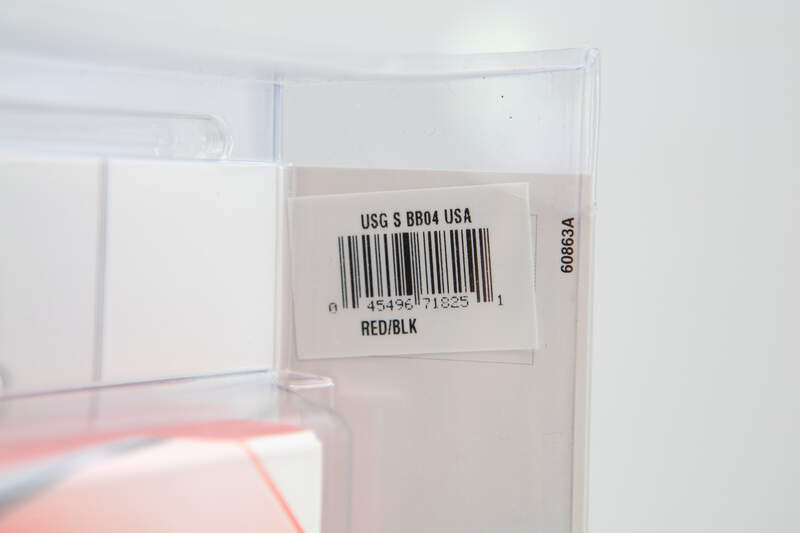 USG S BB04 USA
0 45496 71825 1
RED/BLK
60863A